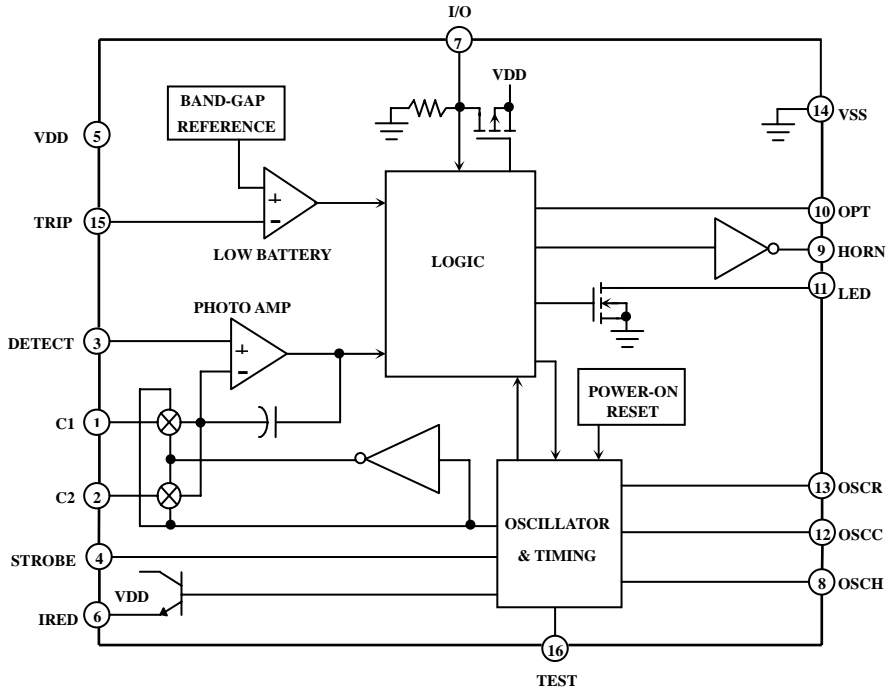 I/O
7
VDD
BAND-GAP
REFERENCE
14
VSS
VDD
5
+
-
TRIP
15
10
OPT
LOW BATTERY
LOGIC
9
HORN
11
LED
PHOTO AMP
DETECT
3
+
-
POWER-ON
RESET
C1
1
C2
2
13
OSCR
OSCILLATOR
& TIMING
12
OSCC
STROBE
4
8
OSCH
VDD
IRED
6
16
TEST